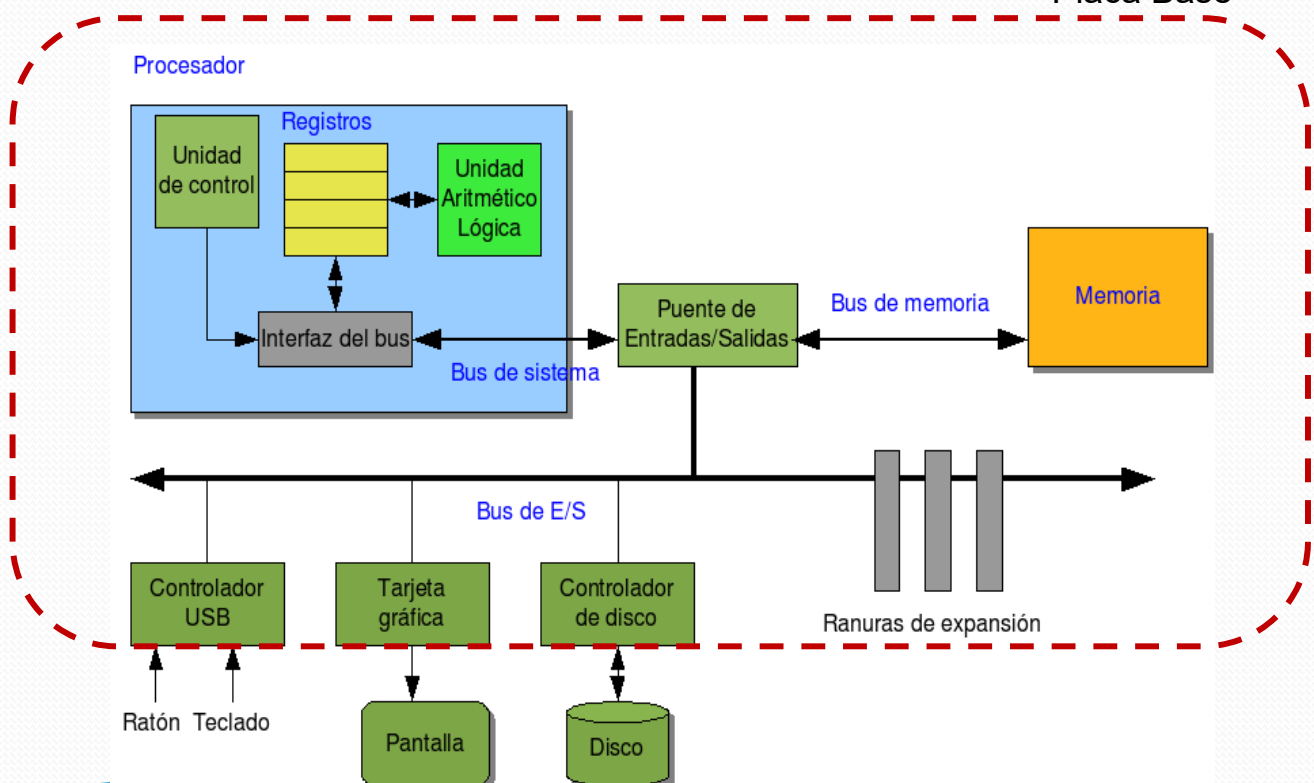 Placa Base
Procesador
Registros
Unidad
de control
Unidad
Aritmético
Lógica
Interfaz del bus
Bus de sistema
Puente de
Entradas/Salidas
Bus de memoria
Memoria
Bus de E/S
Controlador
USB
Tarjeta
gráfica
Controlador
de disco
Ranuras de expansión
Ratón Teclado
Pantalla
Disco